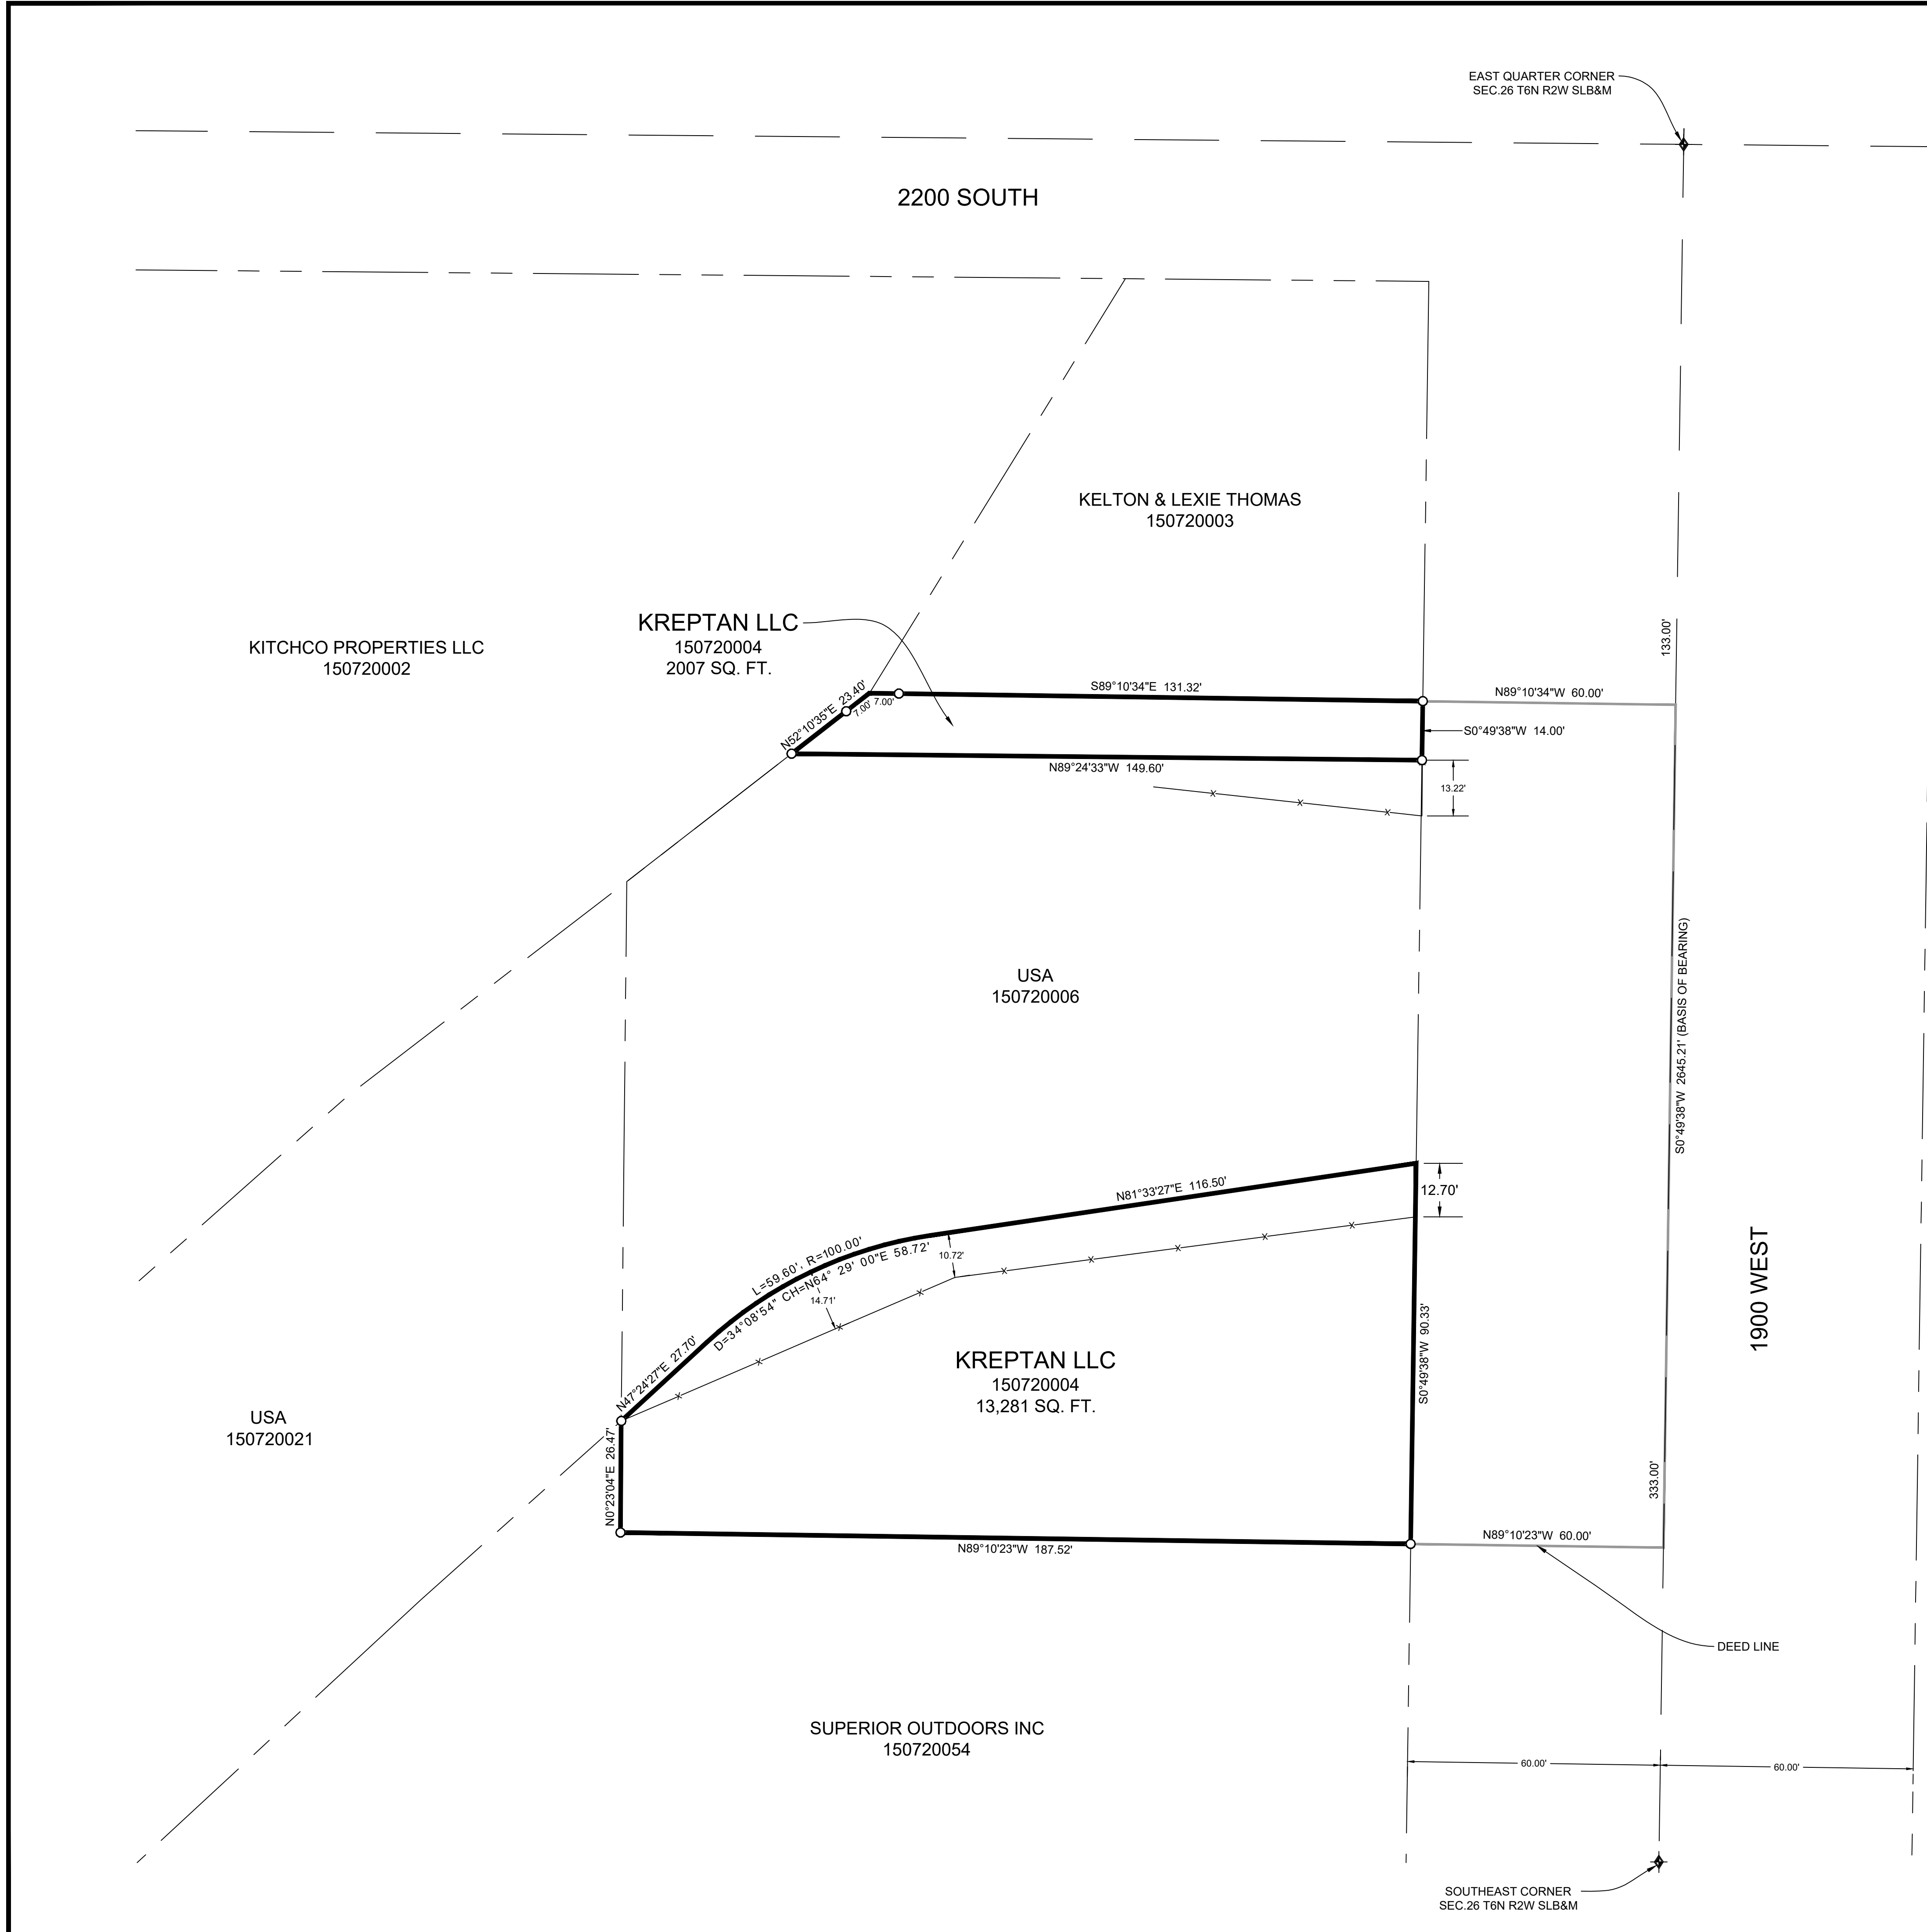 EAST QUARTER CORNER
SEC.26 T6N R2W SLB&M
2200 SOUTH
KELTON & LEXIE THOMAS
150720003
KREPTAN LLC
150720004
2007 SQ. FT.
KITCHCO PROPERTIES LLC
150720002
133.00'
N52°10'35"E 23.40'
7.00'
7.00'
S89°10'34"E 131.32'
N89°10'34"W 60.00'
S0°49'38"W 14.00'
N89°24'33"W 149.60'
13.22'
USA
150720006
S0°49'38"W 2645.21' (BASIS OF BEARING)
N81°33'27"E 116.50'
12.70'
L=59.60', R=100.00'
D=34°08'54" CH=N64° 29' 00"E 58.72'
10.72'
14.71'
1900 WEST
N47°24'27"E 27.70'
S0°49'38"W 90.33'
KREPTAN LLC
150720004
13,281 SQ. FT.
USA
150720021
N0°23'04"E 26.47'
333.00'
N89°10'23"W 187.52'
N89°10'23"W 60.00'
DEED LINE
SUPERIOR OUTDOORS INC
150720054
60.00'
60.00'
SOUTHEAST CORNER
SEC.26 T6N R2W SLB&M